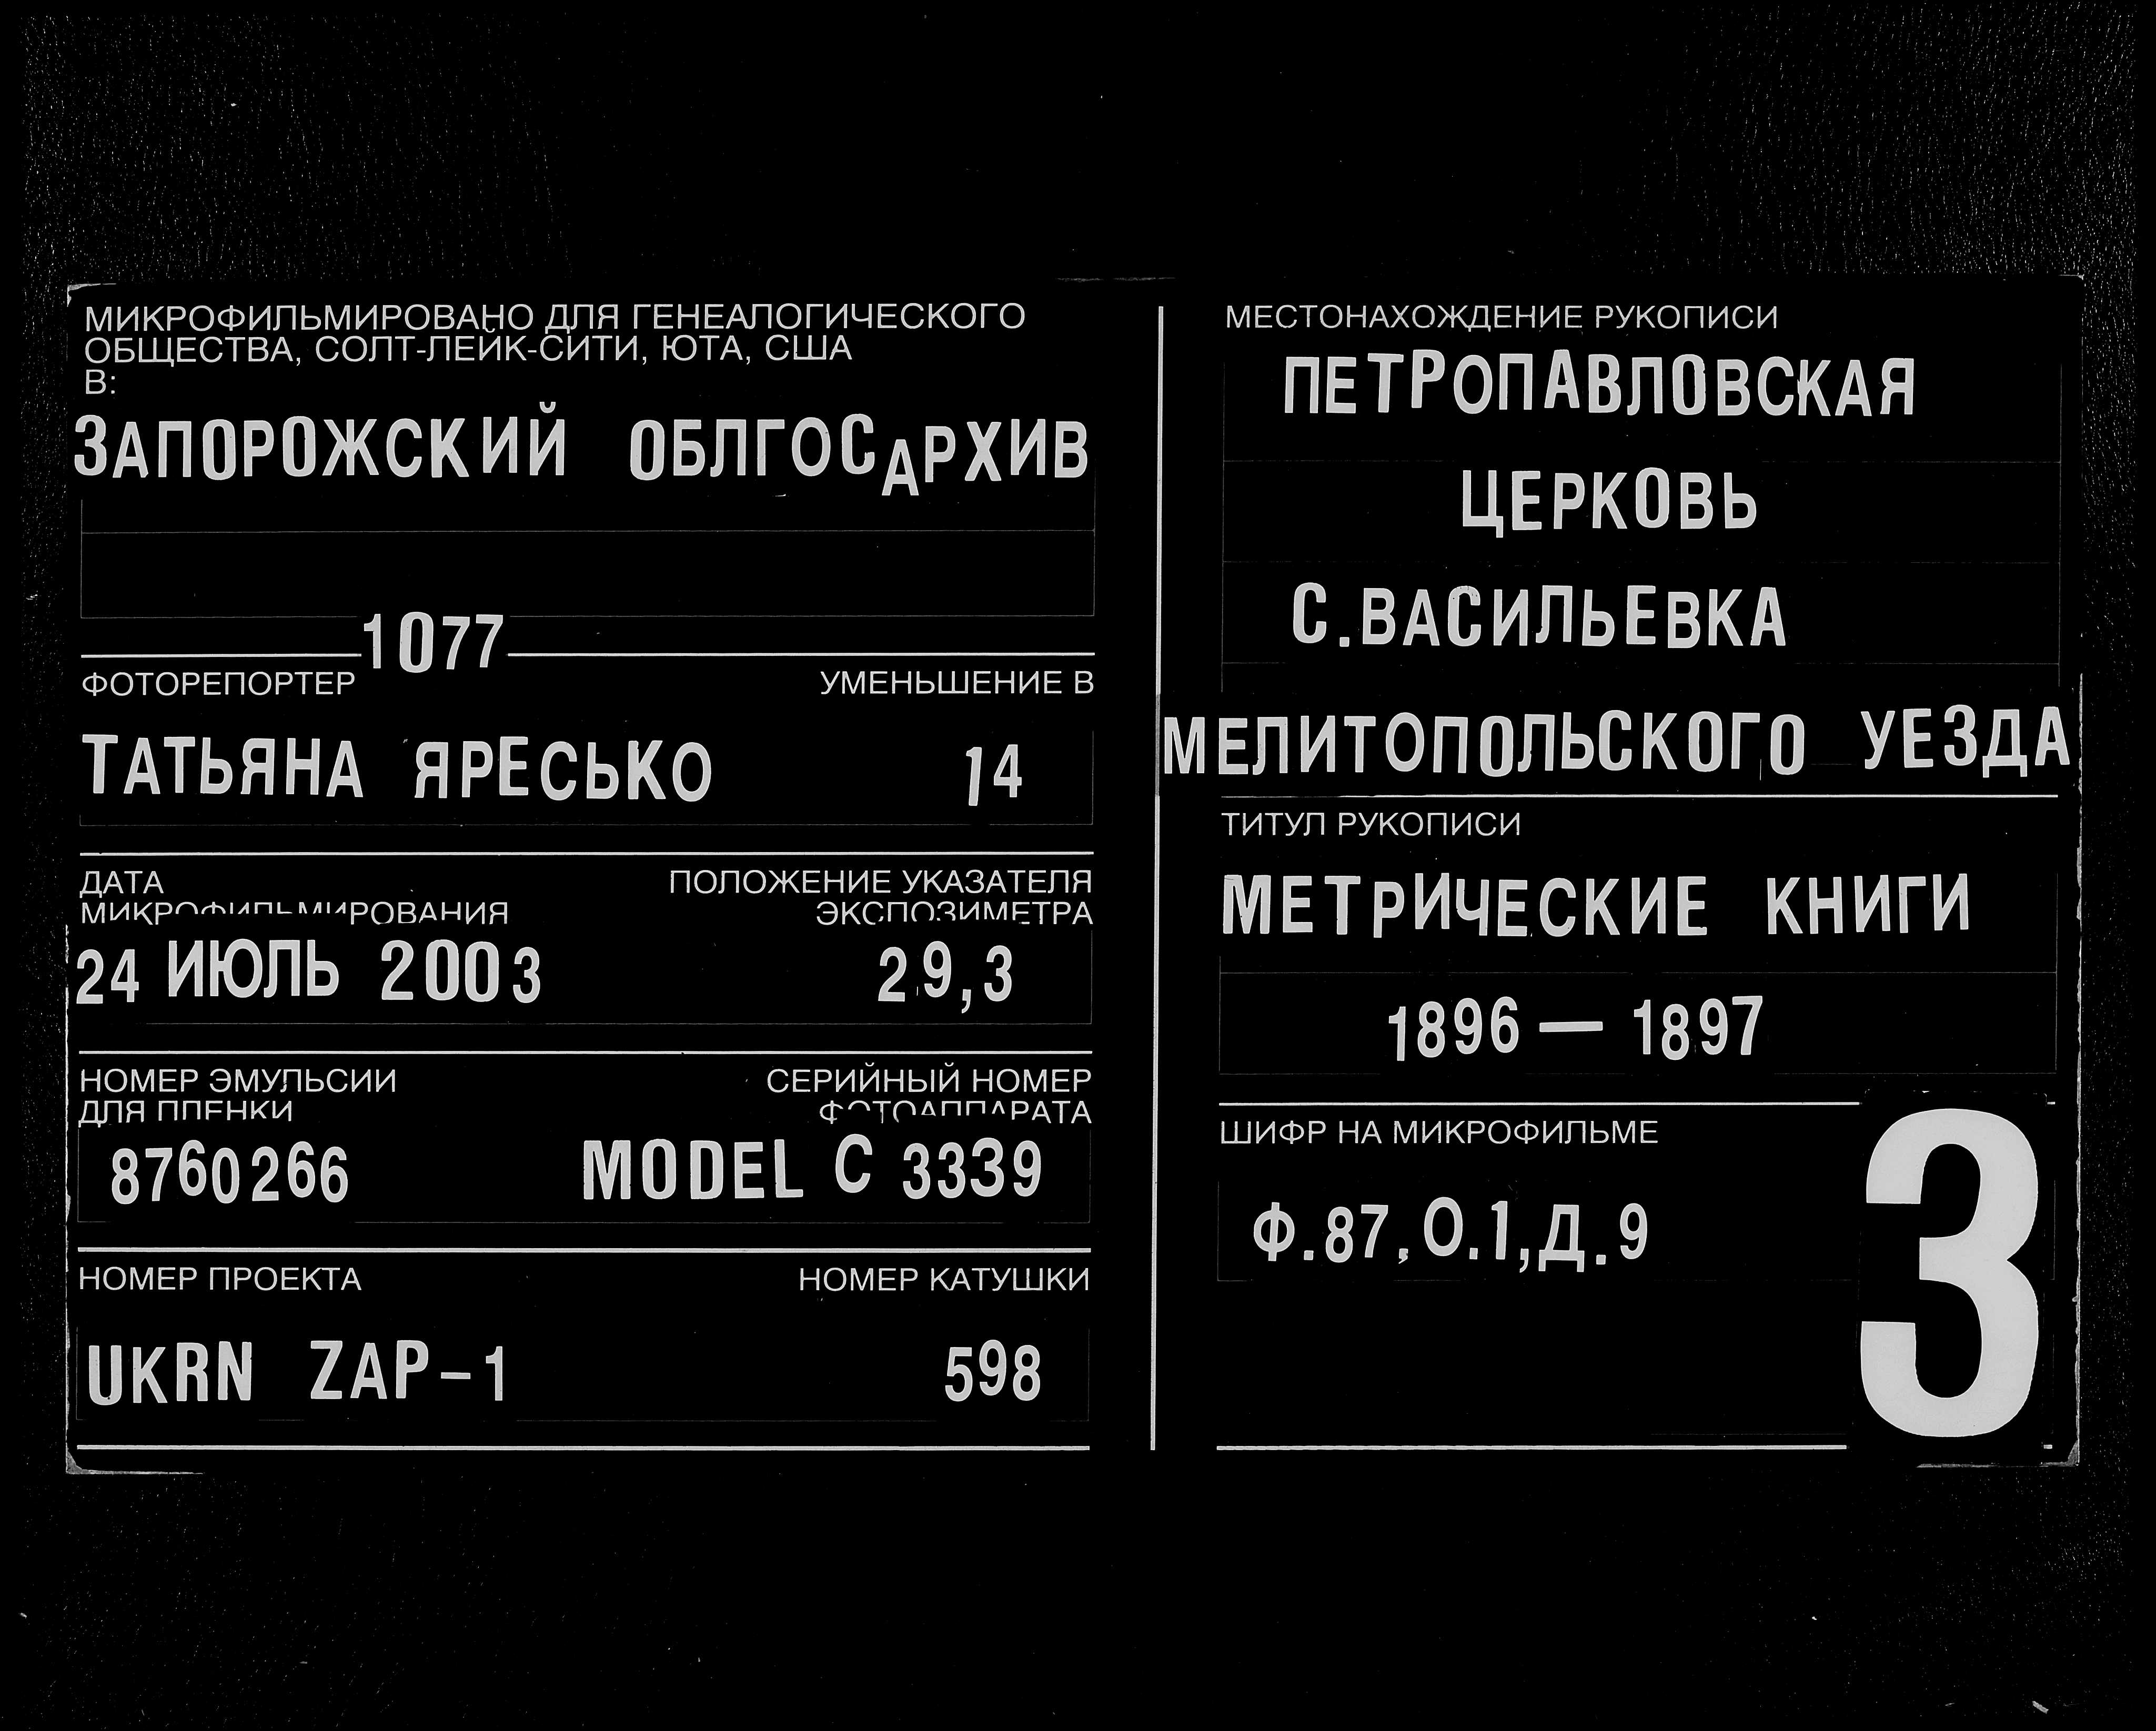 МИКРОФИЛЬМИРОВАНО ДЛЯ ГЕНЕАЛОГИЧЕСКОГО
ОБЩЕСТВА, СОЛТ-ЛЕЙК-СИТИ, ЮТА, США
В:
ЗАПОРОЖСКИЙ ОБЛГОСАРХИВ
1077
ФОТОРЕПОРТЕР УМЕНЬШЕНИЕ В
ТАТЬЯНА ЯРЕСЬКО 14
ДАТА ПОЛОЖЕНИЕ УКАЗАТЕЛЯ
МИКРОФИЛЬМИРОВАНИЯ ЭКСПОЗИМЕТРА
24 ИЮЛЬ 2003 29,3
НОМЕР ЭМУЛЬСИИ СЕРИЙНЫЙ НОМЕР
ДЛЯ ПЛЕНКИ ФОТОАППАРАТА
8760266 MODEL C 3339
НОМЕР ПРОЕКТА НОМЕР КАТУШКИ
UKRN ZAP-1 598
МЕСТОНАХОЖДЕНИЕ РУКОПИСИ
ПЕТРОПАВЛОВСКАЯ
ЦЕРКОВЬ
С.ВАСИЛЬЕВКА
МЕЛИТОПОЛЬСКОГО УЕЗДА
ТИТУЛ РУКОПИСИ
МЕТРИЧЕСКИЕ КНИГИ
1896 — 1897
ШИФР НА МИКРОФИЛЬМЕ
Ф.87,О.1,Д.9
3